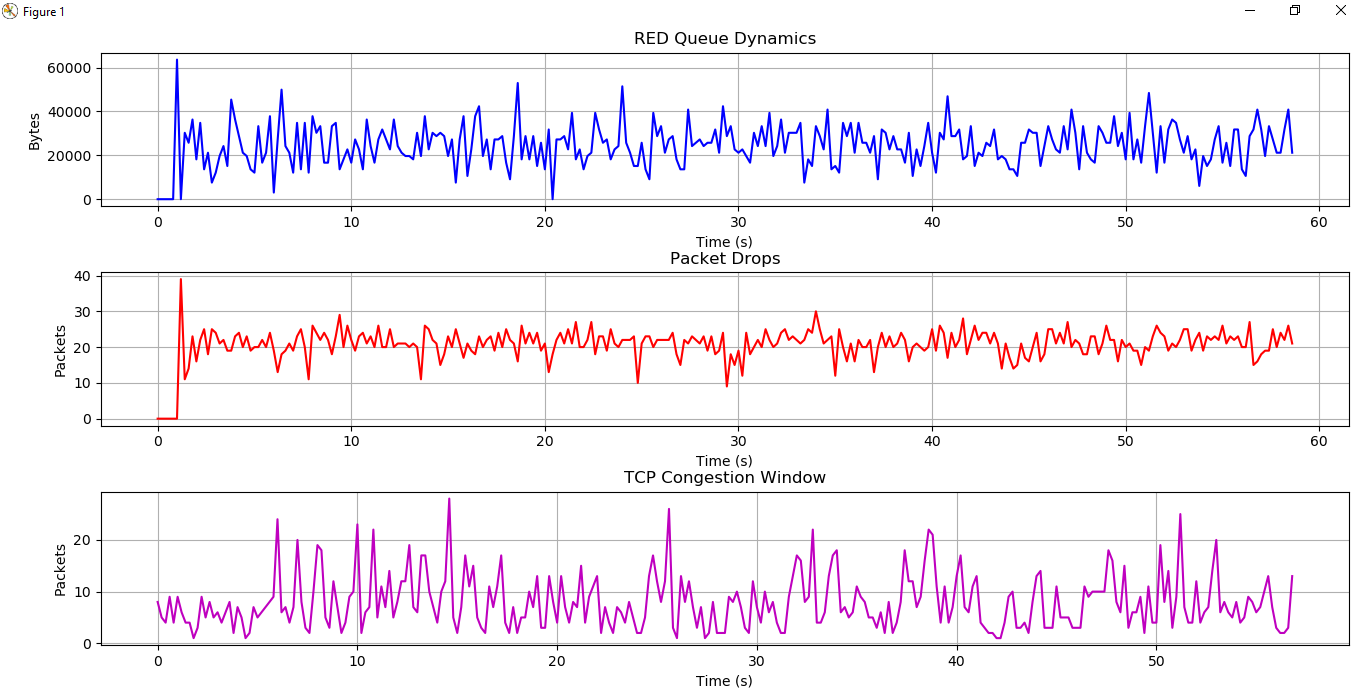 Figure 1
RED Queue Dynamics
Bytes
60000
40000
20000
0
0 10 20 30 40 50 60
Time (s)
Packet Drops
Packets
40
30
20
10
0
0 10 20 30 40 50 60
Time (s)
TCP Congestion Window
Packets
20
10
0
0 10 20 30 40 50
Time (s)